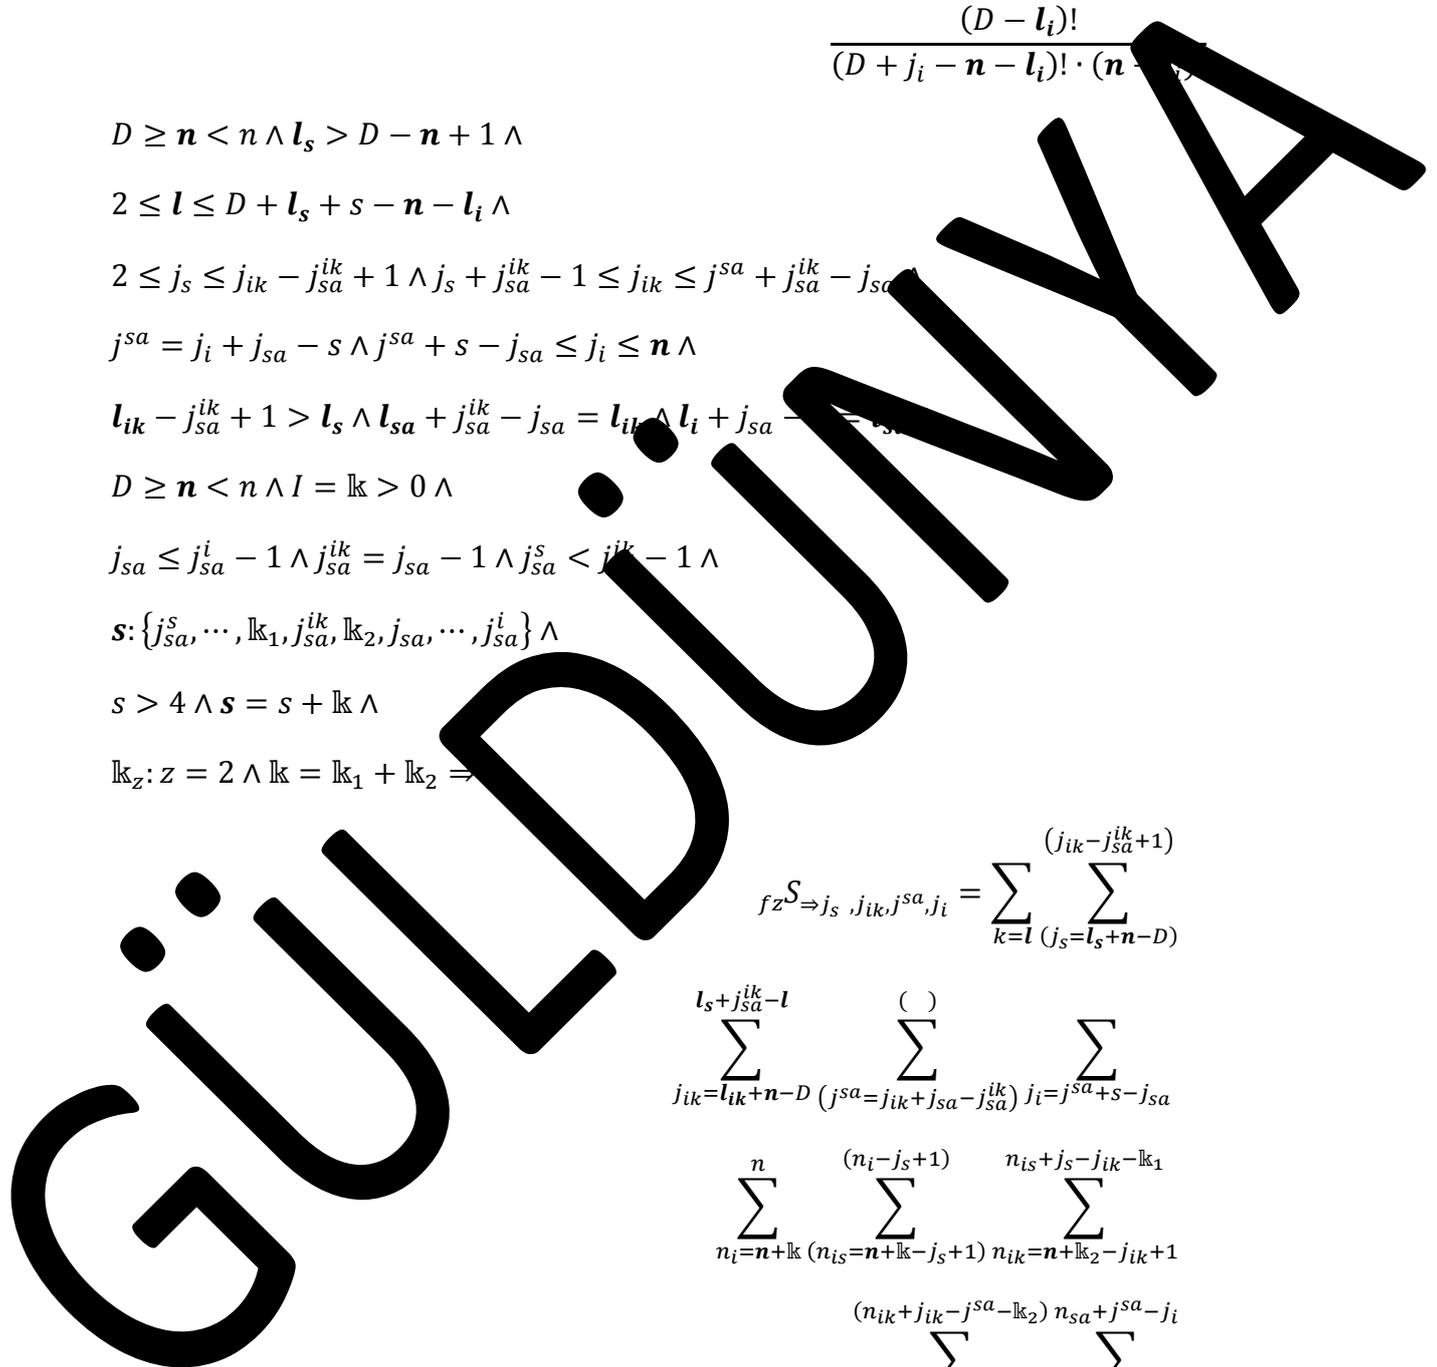 (D − l_i)!
(D + j_i − n − l_i)! · (n
D ≥ n < n ∧ l_s > D − n + 1 ∧
2 ≤ l ≤ D + l_s + s − n − l_i ∧
2 ≤ j_s ≤ j_ik − j_sa^ik + 1 ∧ j_s + j_sa^ik − 1 ≤ j_ik ≤ j^sa + j_sa^ik − j_sa ∧
j^sa = j_i + j_sa − s ∧ j^sa + s − j_sa ≤ j_i ≤ n ∧
l_ik − j_sa^ik + 1 > l_s ∧ l_sa + j_sa^ik − j_sa = l_ik ∧ l_i + j_sa −
D ≥ n < n ∧ I = 𝕜 > 0 ∧
j_sa ≤ j_sa^i − 1 ∧ j_sa^ik = j_sa − 1 ∧ j_sa^s < − 1 ∧
s: {j_sa^s, ⋯ , 𝕜_1, j_sa^ik, 𝕜_2, j_sa, ⋯ , j_sa^i} ∧
s > 4 ∧ s = s + 𝕜 ∧
𝕜_z: z = 2 ∧ 𝕜 = 𝕜_1 + 𝕜_2 ⇒
(j_ik−j_sa^ik+1)
fzS⇒j_s ,j_ik,j^sa,j_i = ∑ ∑
k=l (j_s=l_s+n−D)
l_s+j_sa^ik−l ( )
∑ ∑ ∑
j_ik=l_ik+n−D (j^sa=j_ik+j_sa−j_sa^ik) j_i=j^sa+s−j_sa
n (n_i−j_s+1) n_is+j_s−j_ik−𝕜_1
∑ ∑ ∑
n_i=n+𝕜 (n_is=n+𝕜−j_s+1) n_ik=n+𝕜_2−j_ik+1
(n_ik+j_ik−j^sa−𝕜_2) n_sa+j^sa−j_i
∑ ∑
GÜLDÜNYA